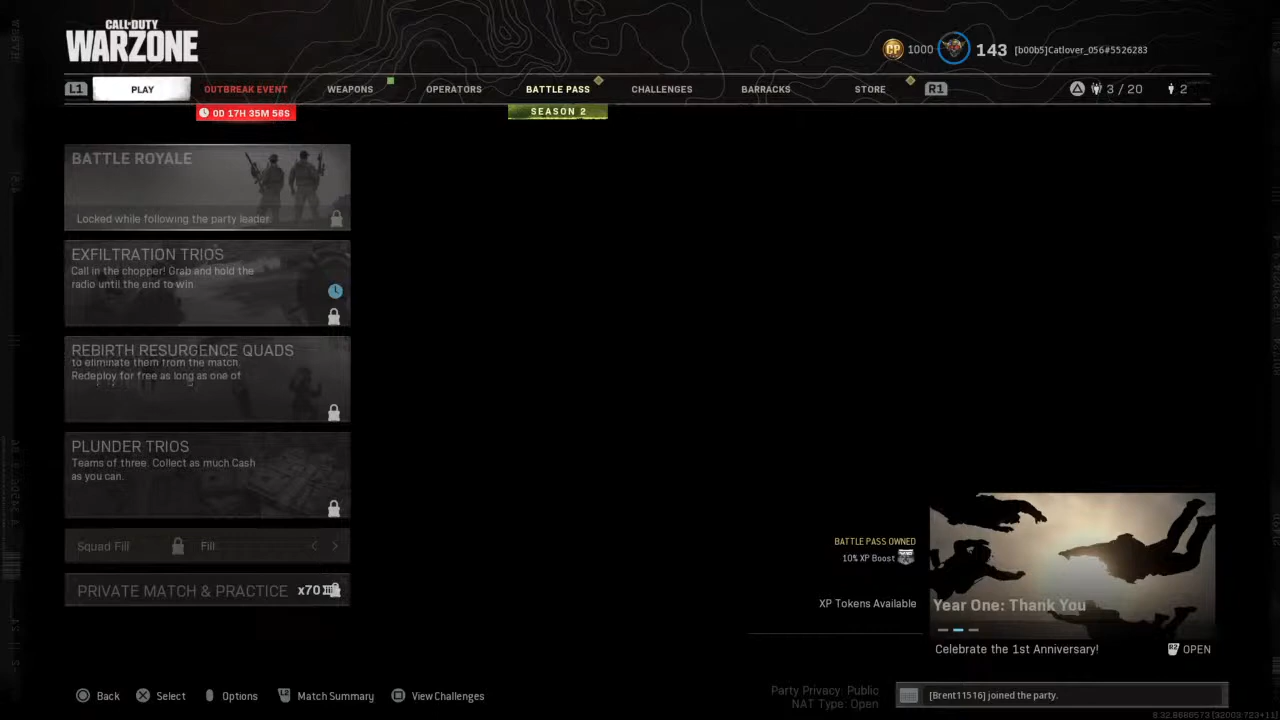 CALL OF DUTY
WARZONE
CP 1000 143 [b00b5]Catlover_056#5526283
L1 PLAY OUTBREAK EVENT WEAPONS OPERATORS BATTLE PASS CHALLENGES BARRACKS STORE R1 3 / 20 2
0D 17H 35M 58S SEASON 2
BATTLE ROYALE
Locked while following the party leader.
EXFILTRATION TRIOS
Call in the chopper! Grab and hold the
radio until the end to win.
REBIRTH RESURGENCE QUADS
to eliminate them from the match.
Redeploy for free as long as one of
PLUNDER TRIOS
Teams of three. Collect as much Cash
as you can.
Squad Fill Fill
PRIVATE MATCH & PRACTICE x70
BATTLE PASS OWNED
10% XP Boost
XP Tokens Available
Year One: Thank You
Celebrate the 1st Anniversary! R2 OPEN
Back Select Options L2 Match Summary View Challenges
Party Privacy: Public
NAT Type: Open
[Brent11516] joined the party.